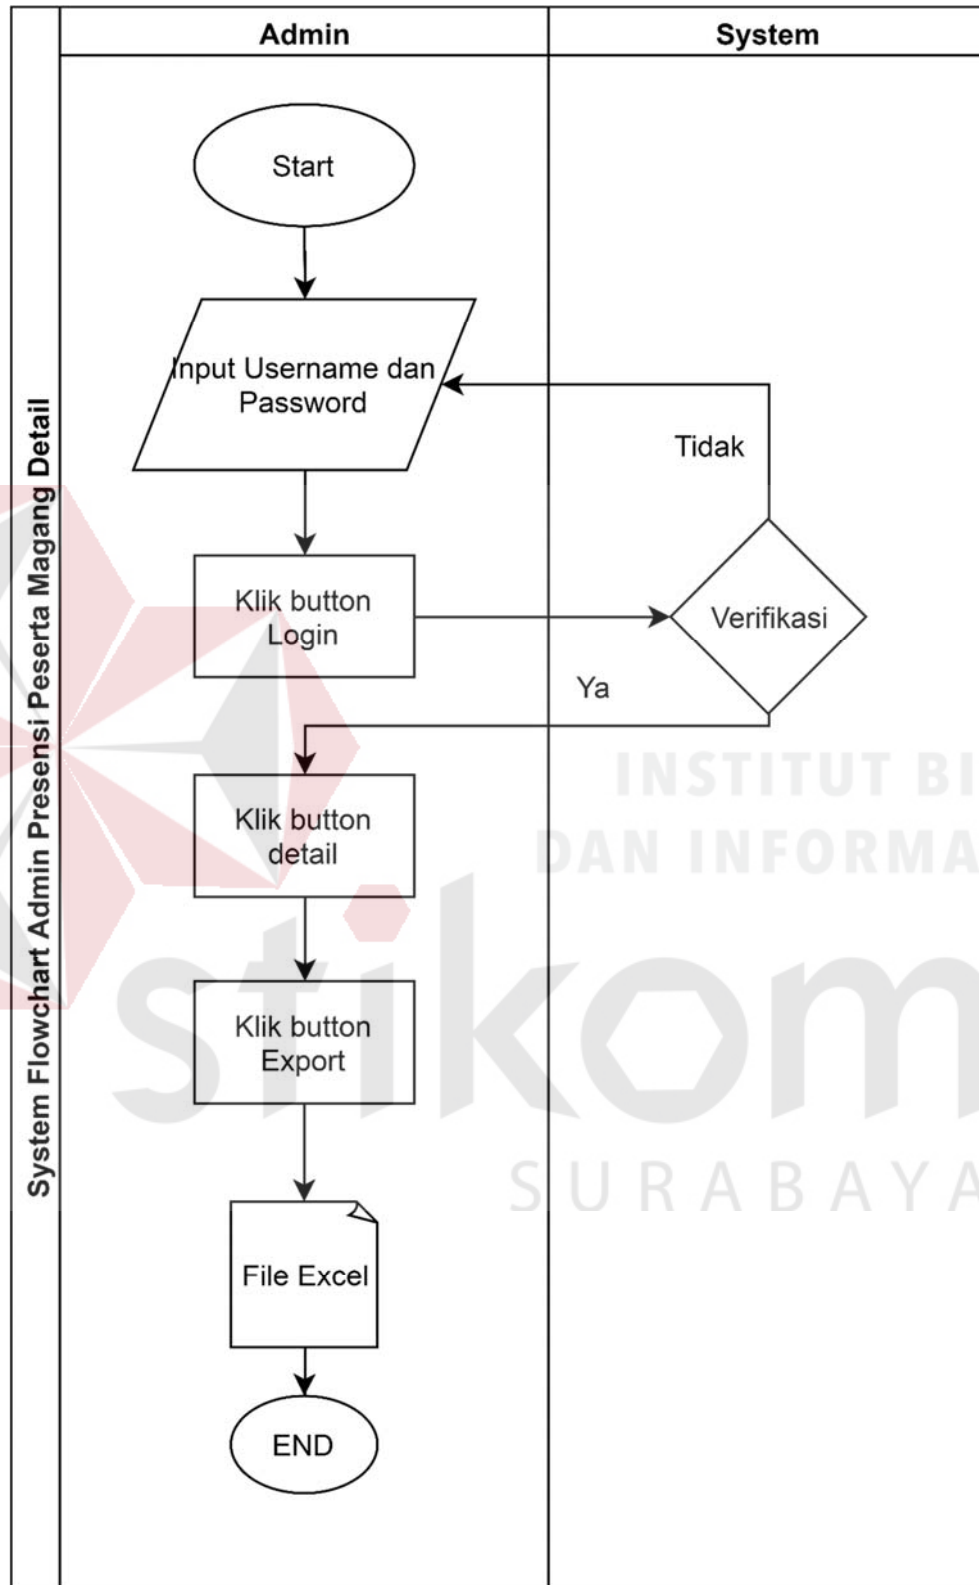 Admin
System
System Flowchart Admin Presensi Peserta Magang Detail
Start
Input Username dan
Password
Tidak
Klik button
Login
Verifikasi
Ya
Klik button
detail
Klik button
Export
File Excel
END
INSTITUT BI
DAN INFORMA
stikom
SURABAYA